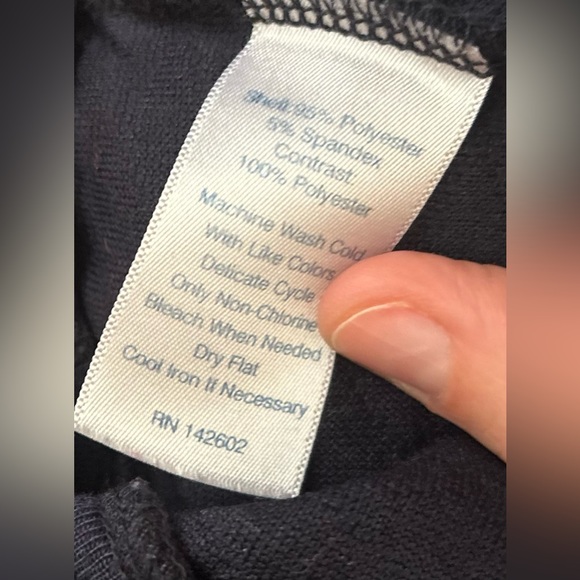 Shell:95% Polyester
5% Spandex
Contrast:
100% Polyester
Machine Wash Cold
With Like Colors
Delicate Cycle
Only Non-Chlorine
Bleach When Needed
Dry Flat
Cool Iron If Necessary
RN 142602